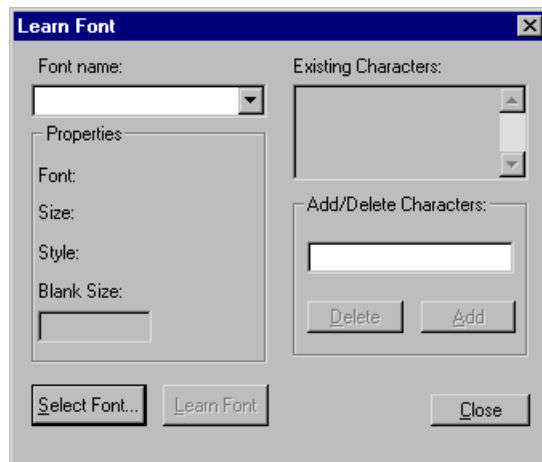 Learn Font
Font name:
Existing Characters:
Properties
Font:
Size:
Style:
Blank Size:
Add/Delete Characters:
Delete
Add
Select Font...
Learn Font
Close